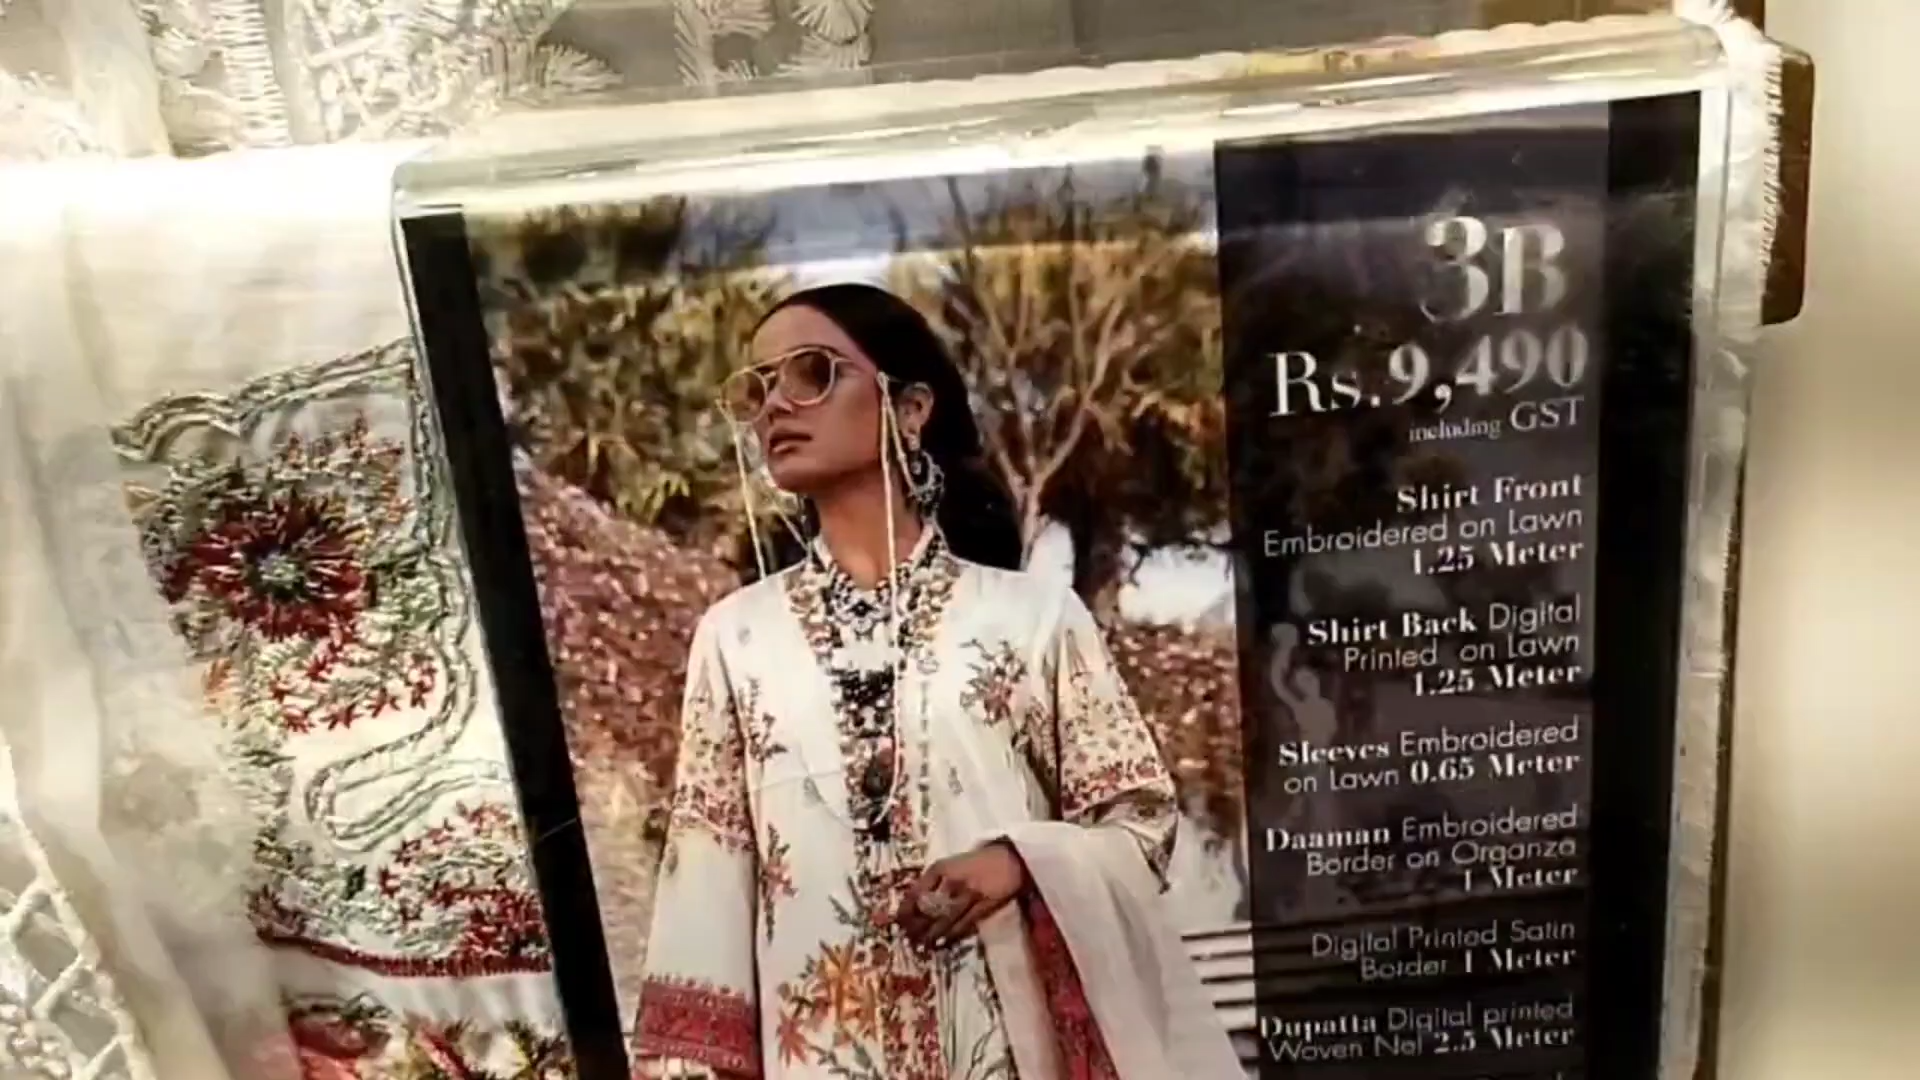 3B
Rs.9,490
including GST
Shirt Front
Embroidered on Lawn
1.25 Meter
Shirt Back Digital
Printed on Lawn
1.25 Meter
Sleeves Embroidered
on Lawn 0.65 Meter
Daaman Embroidered
Border on Organza
1 Meter
Digital Printed Satin
Border 1 Meter
Dupatta Digital printed
Woven Net 2.5 Meter